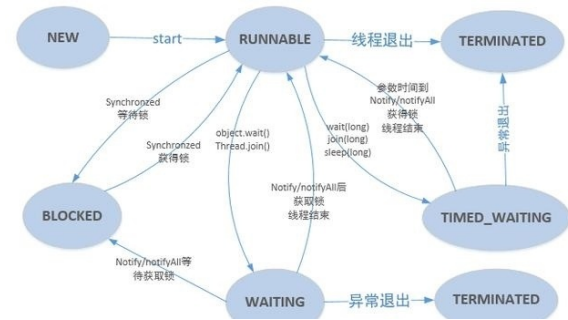 NEW
start
RUNNABLE
线程退出
TERMINATED
Synchronzed
等待锁
Synchronzed
获得锁
object.wait()
Thread.join()
wait(long)
join(long)
sleep(long)
参数时间到
Notify/notifyAll
获得锁
线程结束
异常退出
Notify/notifyAll后
获取锁
线程结束
BLOCKED
TIMED_WAITING
Notify/notifyAll等
待获取锁
WAITING
异常退出
TERMINATED